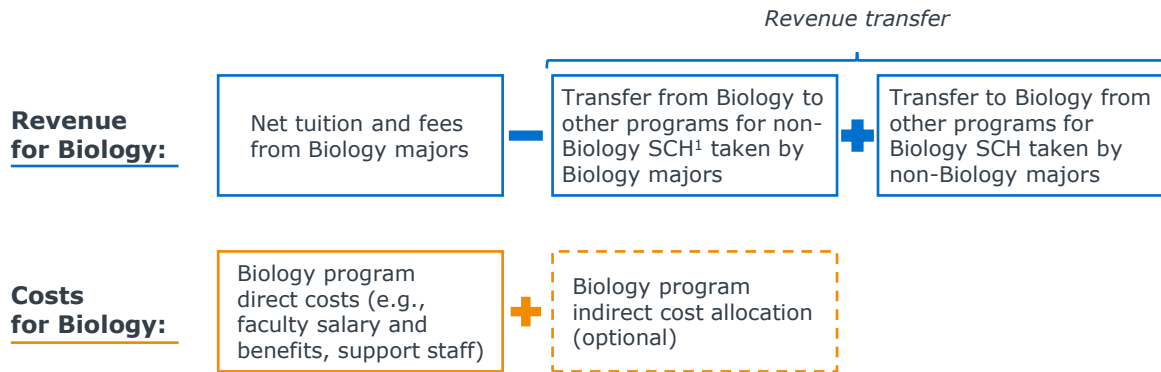 Revenue transfer
Revenue
for Biology:
Net tuition and fees
from Biology majors
Transfer from Biology to
other programs for non-
Biology SCH¹ taken by
Biology majors
Transfer to Biology from
other programs for
Biology SCH taken by
non-Biology majors
Costs
for Biology:
Biology program
direct costs (e.g.,
faculty salary and
benefits, support staff)
Biology program
indirect cost allocation
(optional)